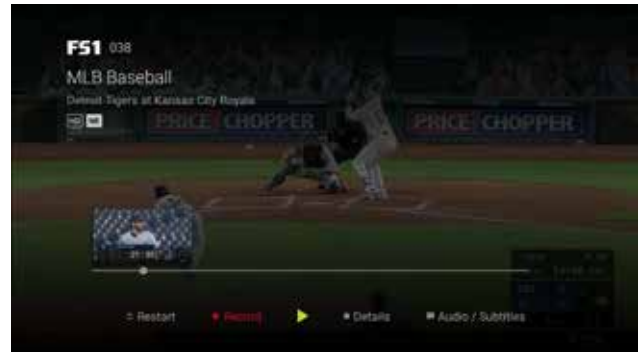 FS1 038
MLB Baseball
Detroit Tigers at Kansas City Royals
HD
PRICE CHOPPER PRICE CHOPPER
Restart Record Details Audio / Subtitles